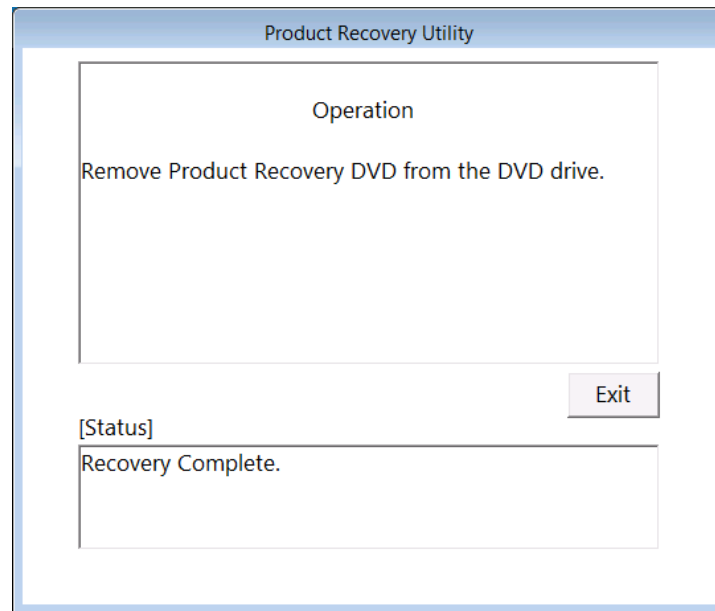 Product Recovery Utility
Operation
Remove Product Recovery DVD from the DVD drive.
Exit
[Status]
Recovery Complete.